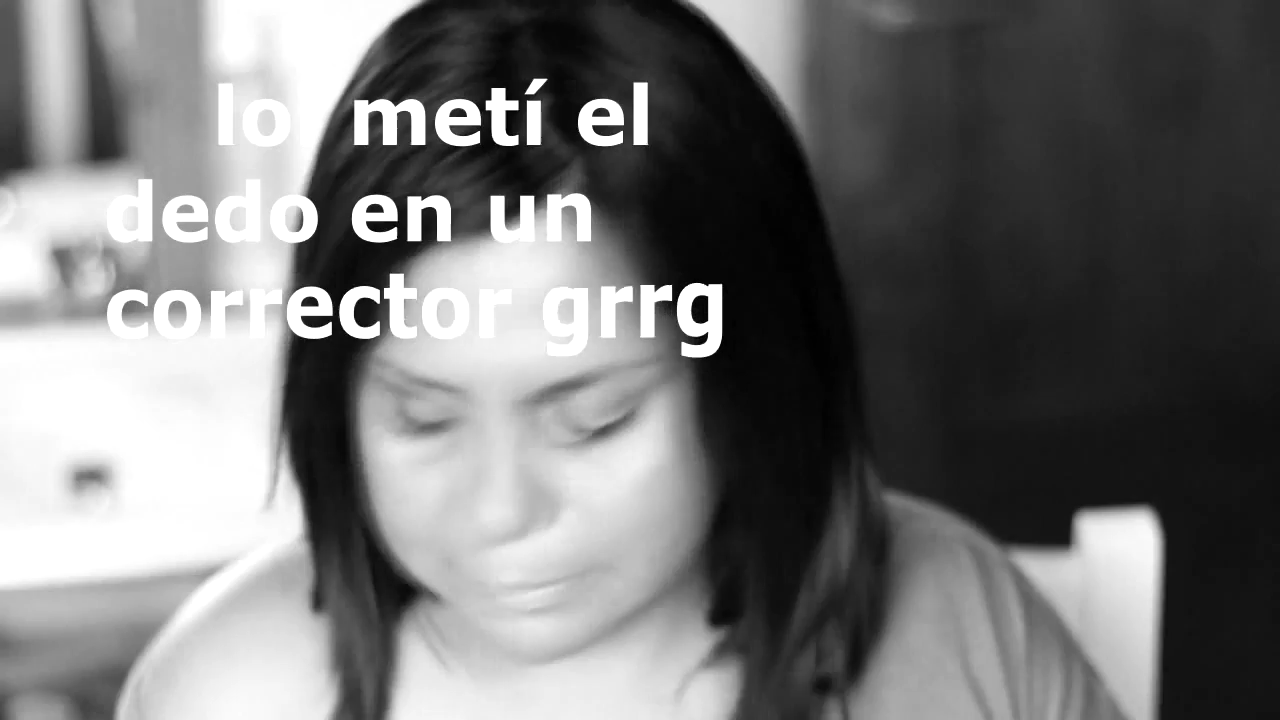 lo metí el
dedo en un
corrector grrg